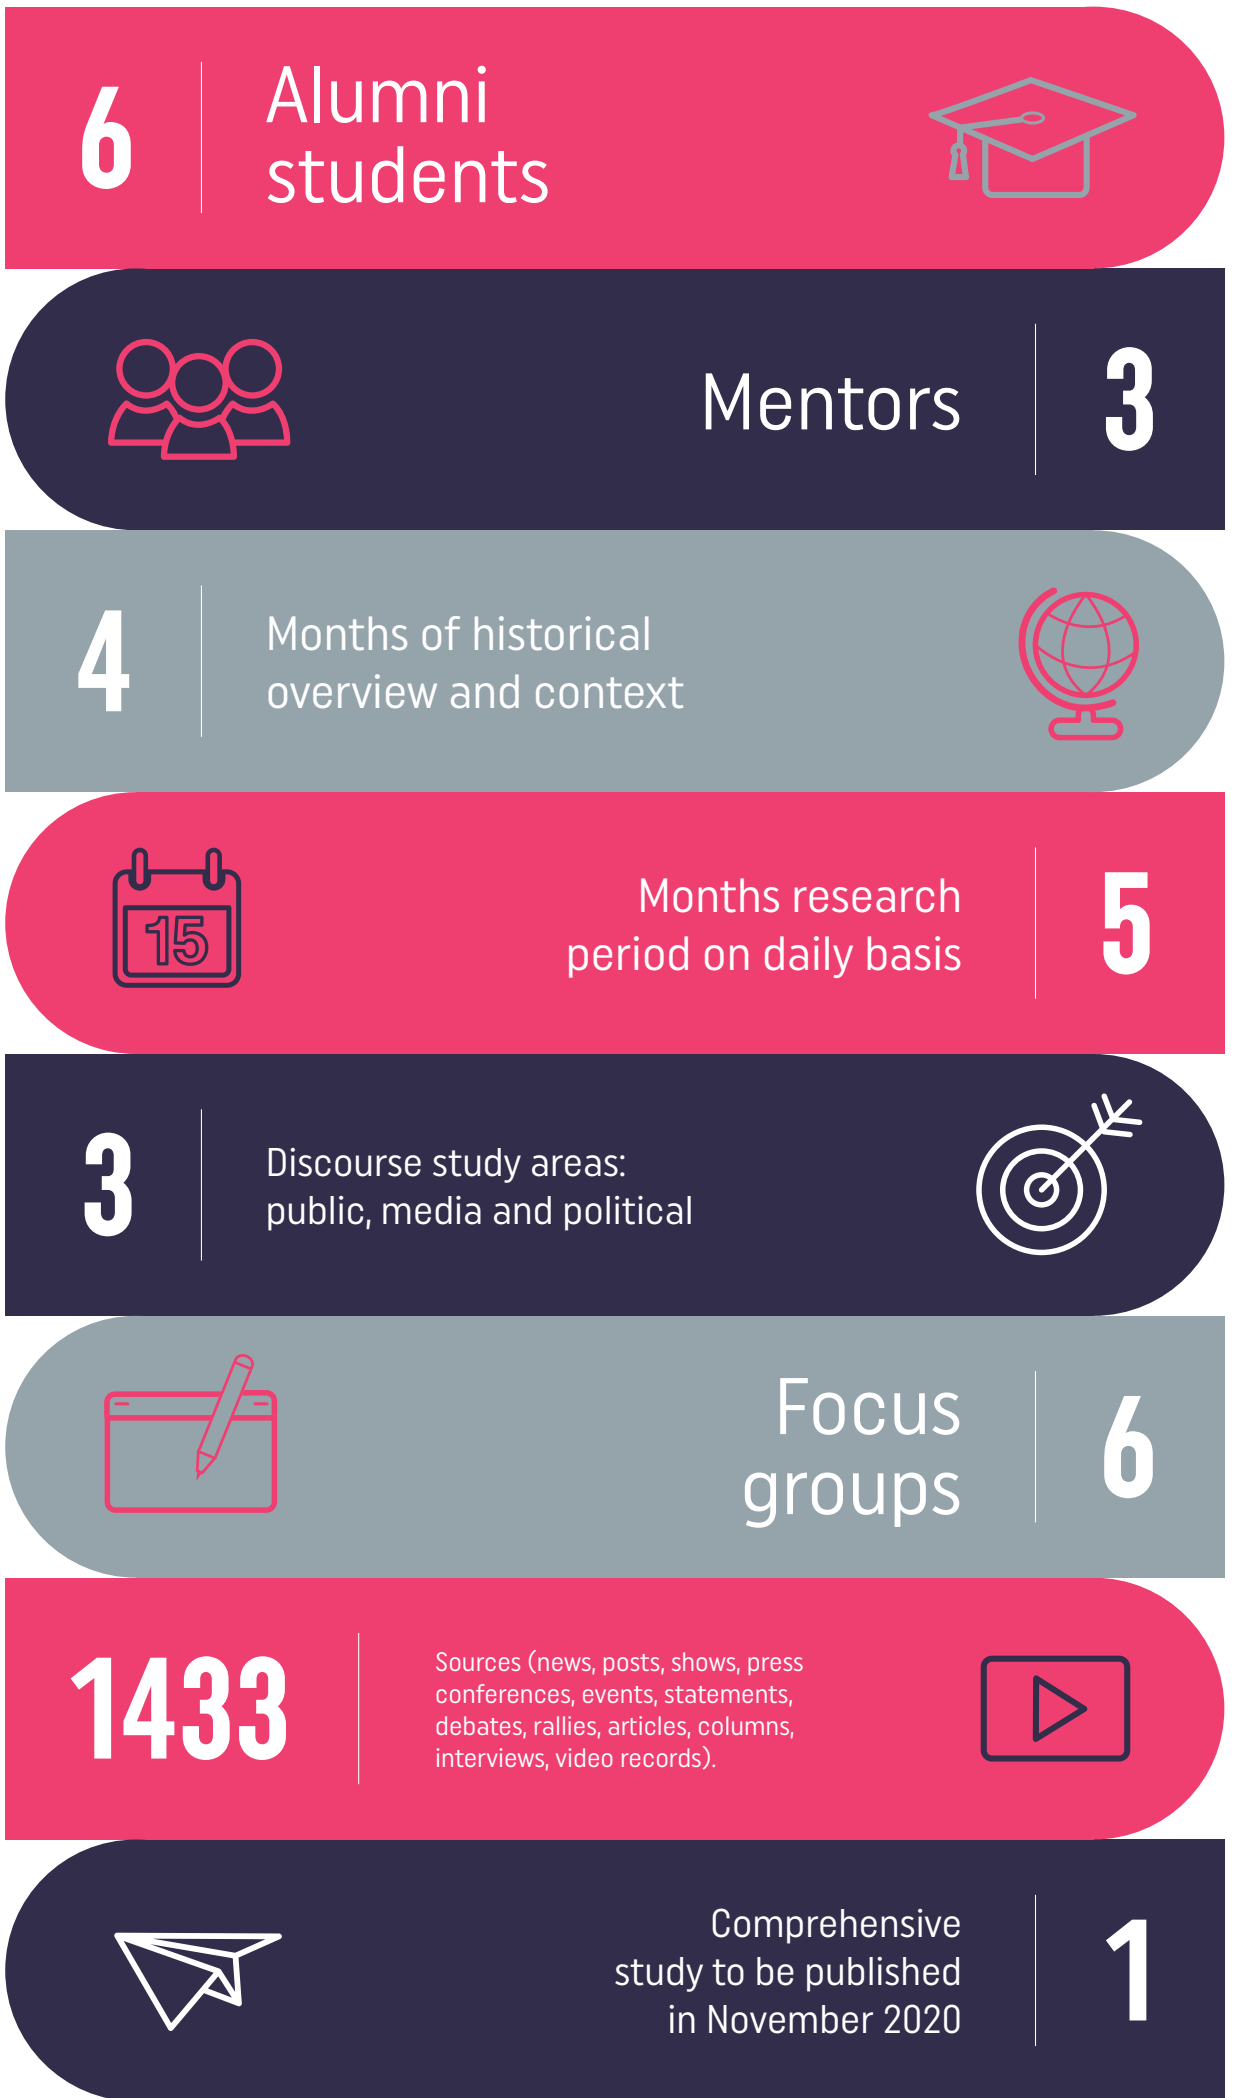 6
Alumni
students
Mentors
3
4
Months of historical
overview and context
15
Months research
period on daily basis
5
3
Discourse study areas:
public, media and political
Focus
groups
6
1433
Sources (news, posts, shows, press
conferences, events, statements,
debates, rallies, articles, columns,
interviews, video records).
Comprehensive
study to be published
in November 2020
1